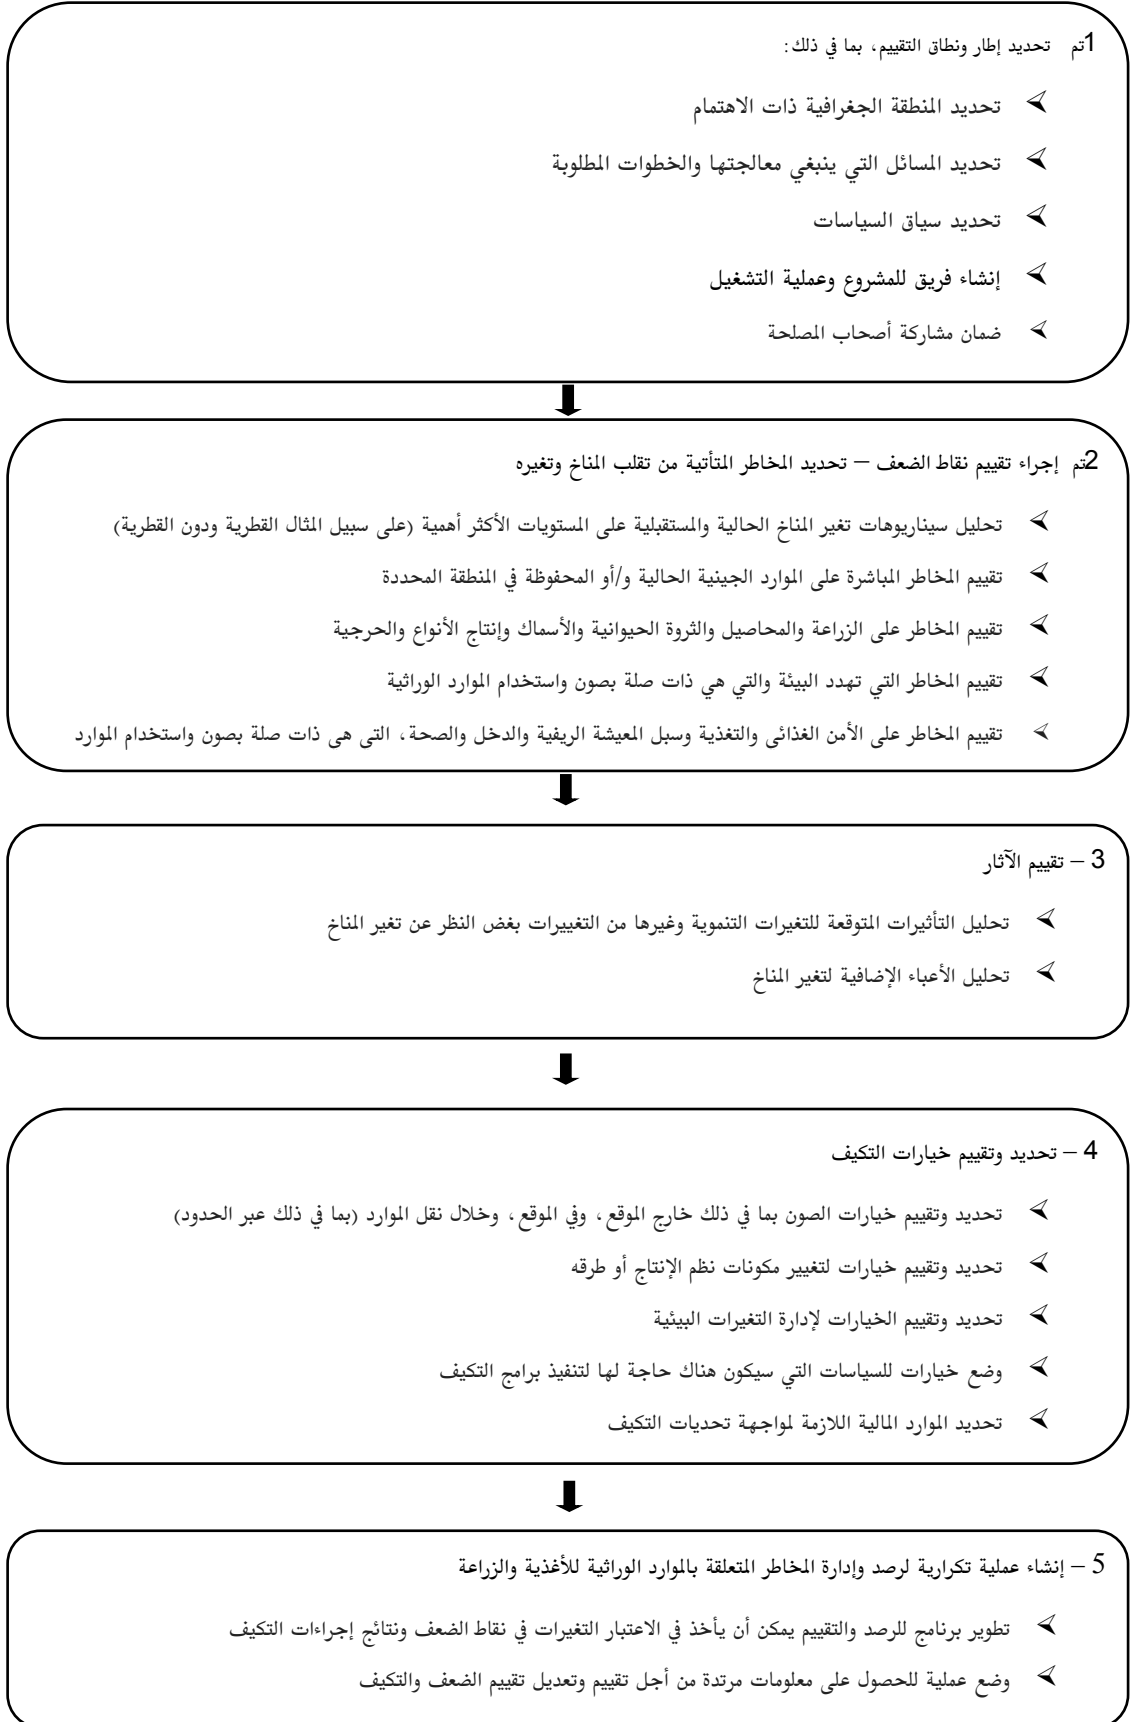 1تم تحديد إطار ونطاق التقييم، بما في ذلك:
➢ تحديد المنطقة الجغرافية ذات الاهتمام
➢ تحديد المسائل التي ينبغي معالجتها والخطوات المطلوبة
➢ تحديد سياق السياسات
➢ إنشاء فريق للمشروع وعملية التشغيل
➢ ضمان مشاركة أصحاب المصلحة
2تم إجراء تقييم نقاط الضعف – تحديد المخاطر المتأتية من تقلب المناخ وتغيره
➢ تحليل سيناريوهات تغير المناخ الحالية والمستقبلية على المستويات الأكثر أهمية (على سبيل المثال القطرية ودون القطرية)
➢ تقييم المخاطر المباشرة على الموارد الجينية الحالية و/أو المحفوظة في المنطقة المحددة
➢ تقييم المخاطر على الزراعة والمحاصيل والثروة الحيوانية والأسماك وإنتاج الأنواع والحرجية
➢ تقييم المخاطر التي تهدد البيئة والتي هي ذات صلة بصون واستخدام الموارد الوراثية
➢ تقييم المخاطر على الأمن الغذائى والتغذية وسبل المعيشة الريفية والدخل والصحة، التى هى ذات صلة بصون واستخدام الموارد
3 – تقييم الآثار
➢ تحليل التأثيرات المتوقعة للتغيرات التنموية وغيرها من التغييرات بغض النظر عن تغير المناخ
➢ تحليل الأعباء الإضافية لتغير المناخ
4 – تحديد وتقييم خيارات التكيف
➢ تحديد وتقييم خيارات الصون بما في ذلك خارج الموقع، وفي الموقع، وخلال نقل الموارد (بما في ذلك عبر الحدود)
➢ تحديد وتقييم خيارات لتغيير مكونات نظم الإنتاج أو طرقه
➢ تحديد وتقييم الخيارات لإدارة التغيرات البيئية
➢ وضع خيارات للسياسات التي سيكون هناك حاجة لها لتنفيذ برامج التكيف
➢ تحديد الموارد المالية اللازمة لمواجهة تحديات التكيف
5 – إنشاء عملية تكرارية لرصد وإدارة المخاطر المتعلقة بالموارد الوراثية للأغذية والزراعة
➢ تطوير برنامج للرصد والتقييم يمكن أن يأخذ في الاعتبار التغيرات في نقاط الضعف ونتائج إجراءات التكيف
➢ وضع عملية للحصول على معلومات مرتدة من أجل تقييم وتعديل تقييم الضعف والتكيف